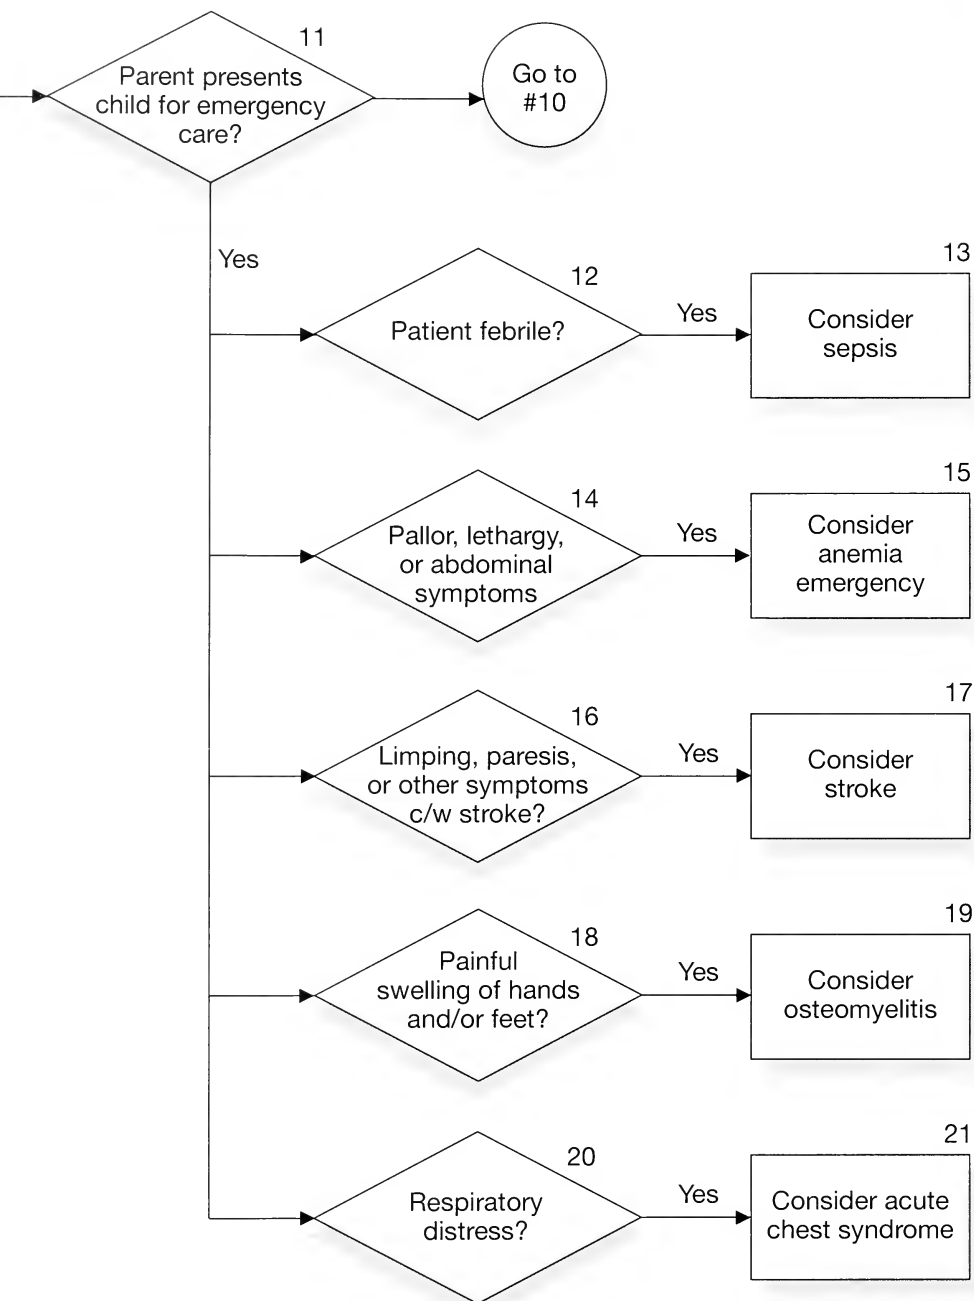 11
Parent presents
child for emergency
care?
Go to
#10
Yes
12
Patient febrile?
Yes
13
Consider
sepsis
14
Pallor, lethargy,
or abdominal
symptoms
Yes
15
Consider
anemia
emergency
16
Limping, paresis,
or other symptoms
c/w stroke?
Yes
17
Consider
stroke
18
Painful
swelling of hands
and/or feet?
Yes
19
Consider
osteomyelitis
20
Respiratory
distress?
Yes
21
Consider acute
chest syndrome